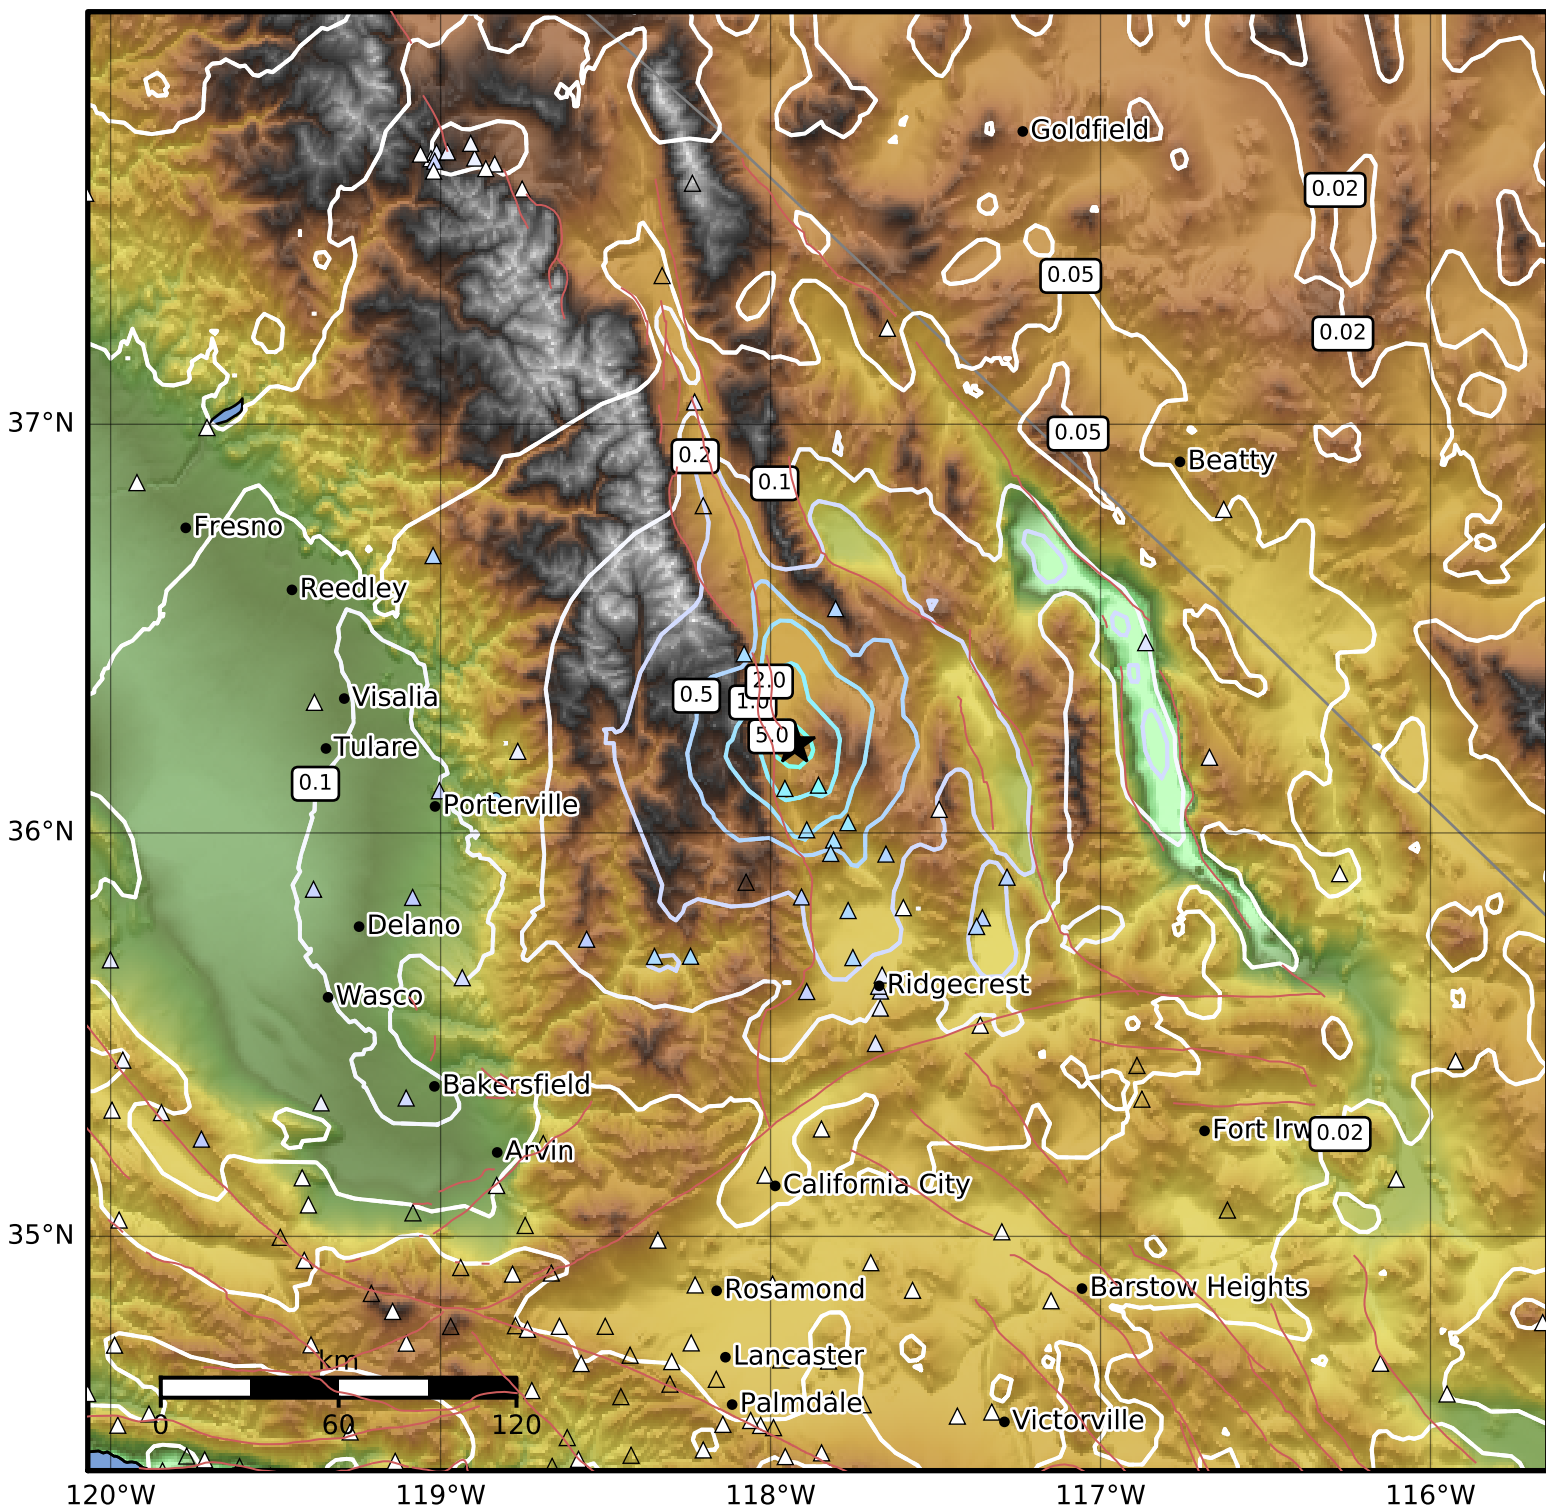 Goldfield
0.02
0.05
0.02
37°N
0.05
0.2
Beatty
0.1
Fresno
Reedley
2.0
0.5
1.0
Visalia
5.0
Tulare
0.1
Porterville
36°N
Delano
Ridgecrest
Wasco
Bakersfield
Fort Irw
0.02
Arvin
California City
35°N
Rosamond
Barstow Heights
Lancaster
km
Palmdale
0
60
120
Victorville
120°W
119°W
118°W
117°W
116°W